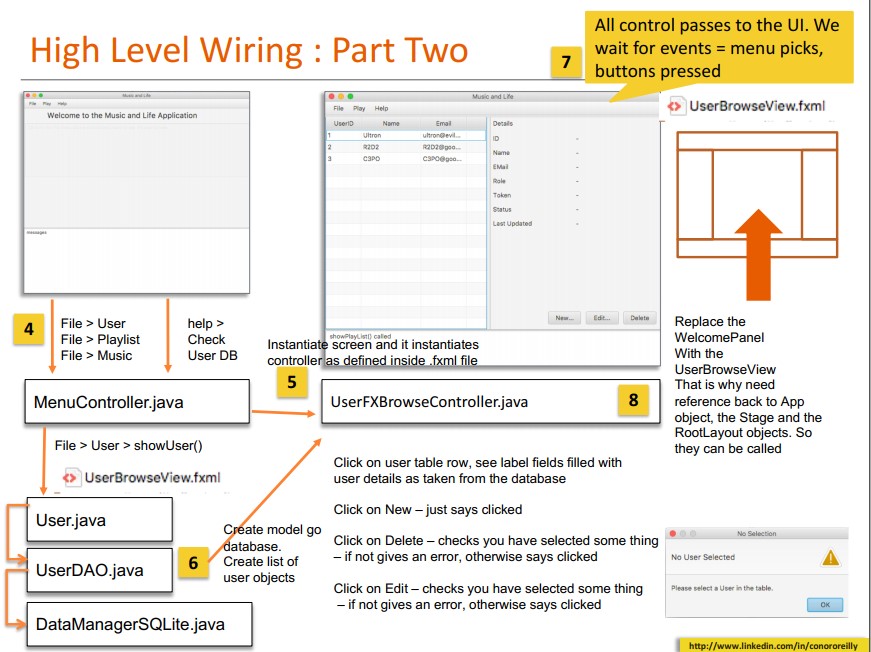 High Level Wiring : Part Two
7
All control passes to the UI. We
wait for events = menu picks,
buttons pressed
Music and Life
File Play Help
Welcome to the Music and Life Application
messages
Music and Life
File Play Help
UserID Name Email
1 Ultron ultron@evil...
2 R2D2 R2D2@goo...
3 C3PO C3PO@goo...
Details
ID -
Name -
EMail -
Role -
Token -
Status -
Last Updated -
New... Edit... Delete
showPlayList() called
UserBrowseView.fxml
Replace the
WelcomePanel
With the
UserBrowseView
That is why need
reference back to App
object, the Stage and the
RootLayout objects. So
they can be called
4
File > User
File > Playlist
File > Music
help >
Check
User DB
Instantiate screen and it instantiates
controller as defined inside .fxml file
5
MenuController.java
UserFXBrowseController.java
8
File > User > showUser()
UserBrowseView.fxml
User.java
UserDAO.java
DataManagerSQLite.java
6
Create model go
database.
Create list of
user objects
Click on user table row, see label fields filled with
user details as taken from the database
Click on New – just says clicked
Click on Delete – checks you have selected some thing
– if not gives an error, otherwise says clicked
Click on Edit – checks you have selected some thing
– if not gives an error, otherwise says clicked
No Selection
No User Selected
Please select a User in the table.
OK
http://www.linkedin.com/in/conororeilly